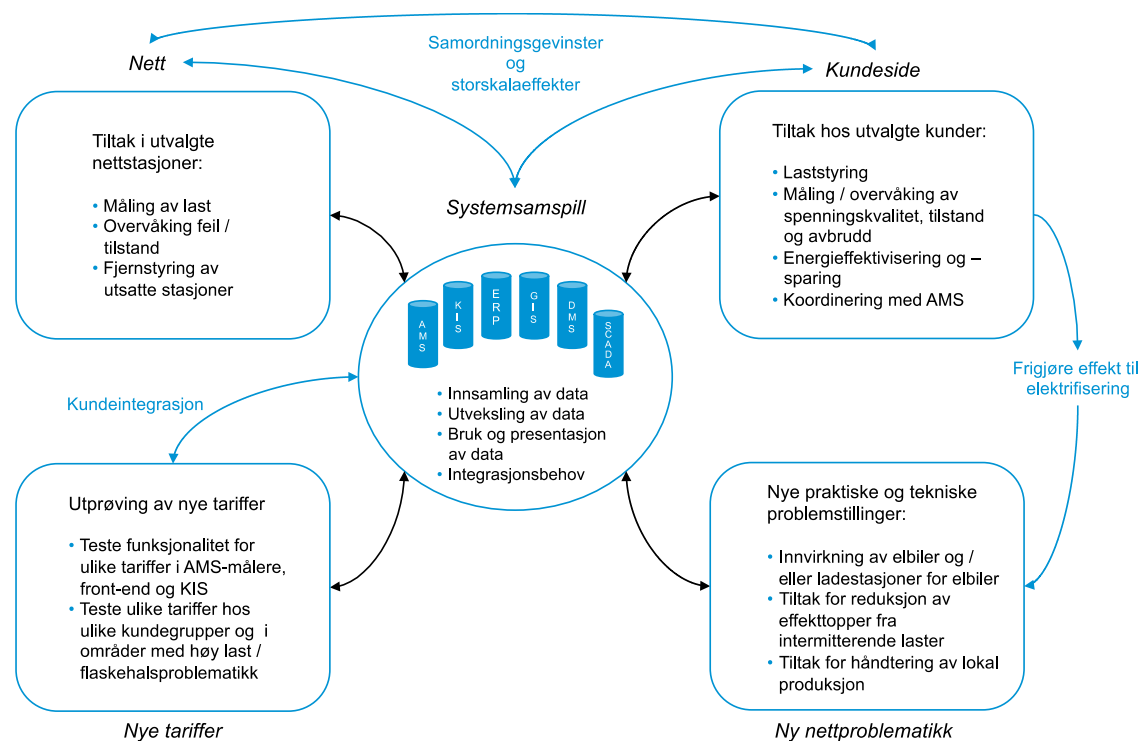 Samordningsgevinster
og
storskalaeffekter
Nett
Kundeside
Tiltak i utvalgte
nettstasjoner:
• Måling av last
• Overvåking feil /
tilstand
• Fjernstyring av
utsatte stasjoner
Tiltak hos utvalgte kunder:
• Laststyring
• Måling / overvåking av
spenningskvalitet, tilstand
og avbrudd
• Energieffektivisering og –
sparing
• Koordinering med AMS
Systemsamspill
AMS
KIS
ERP
GIS
DMS
SCADA
• Innsamling av data
• Utveksling av data
• Bruk og presentasjon
av data
• Integrasjonsbehov
Kundeintegrasjon
Frigjøre effekt til
elektrifisering
Utprøving av nye tariffer
• Teste funksjonalitet for
ulike tariffer i AMS-målere,
front-end og KIS
• Teste ulike tariffer hos
ulike kundegrupper og i
områder med høy last /
flaskehalsproblematikk
Nye tariffer
Nye praktiske og tekniske
problemstillinger:
• Innvirkning av elbiler og /
eller ladestasjoner for elbiler
• Tiltak for reduksjon av
effekttopper fra
intermitterende laster
• Tiltak for håndtering av lokal
produksjon
Ny nettproblematikk